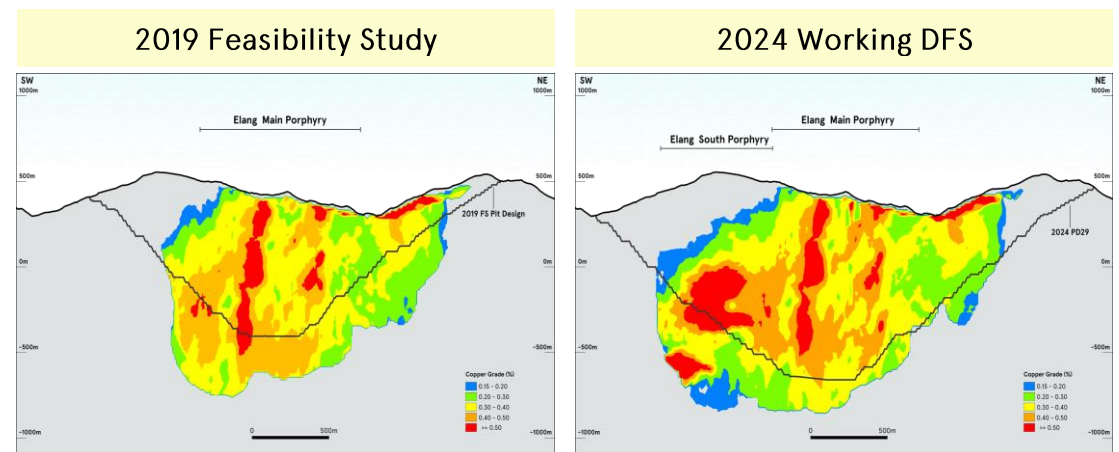 2019 Feasibility Study
SW
NE
1000m
1000m
Elang Main Porphyry
500m
500m
2019 FS Pit Design
0m
0m
-500m
-500m
Copper Grade (%)
0.15 - 0.20
0.20 - 0.30
0.30 - 0.40
0.40 - 0.50
>= 0.50
0
500m
-1000m
-1000m
2024 Working DFS
SW
NE
1000m
1000m
Elang Main Porphyry
Elang South Porphyry
500m
500m
2024 PD29
0m
0m
-500m
-500m
Copper Grade (%)
0.15 - 0.20
0.20 - 0.30
0.30 - 0.40
0.40 - 0.50
>= 0.50
0
500m
-1000m
-1000m